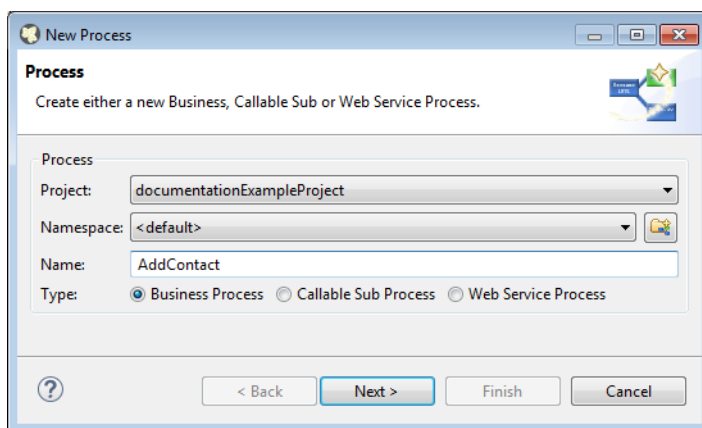 New Process
Process
Create either a new Business, Callable Sub or Web Service Process.
Process
Project: documentationExampleProject
Namespace: <default>
Name: AddContact
Type: Business Process Callable Sub Process Web Service Process
< Back Next > Finish Cancel